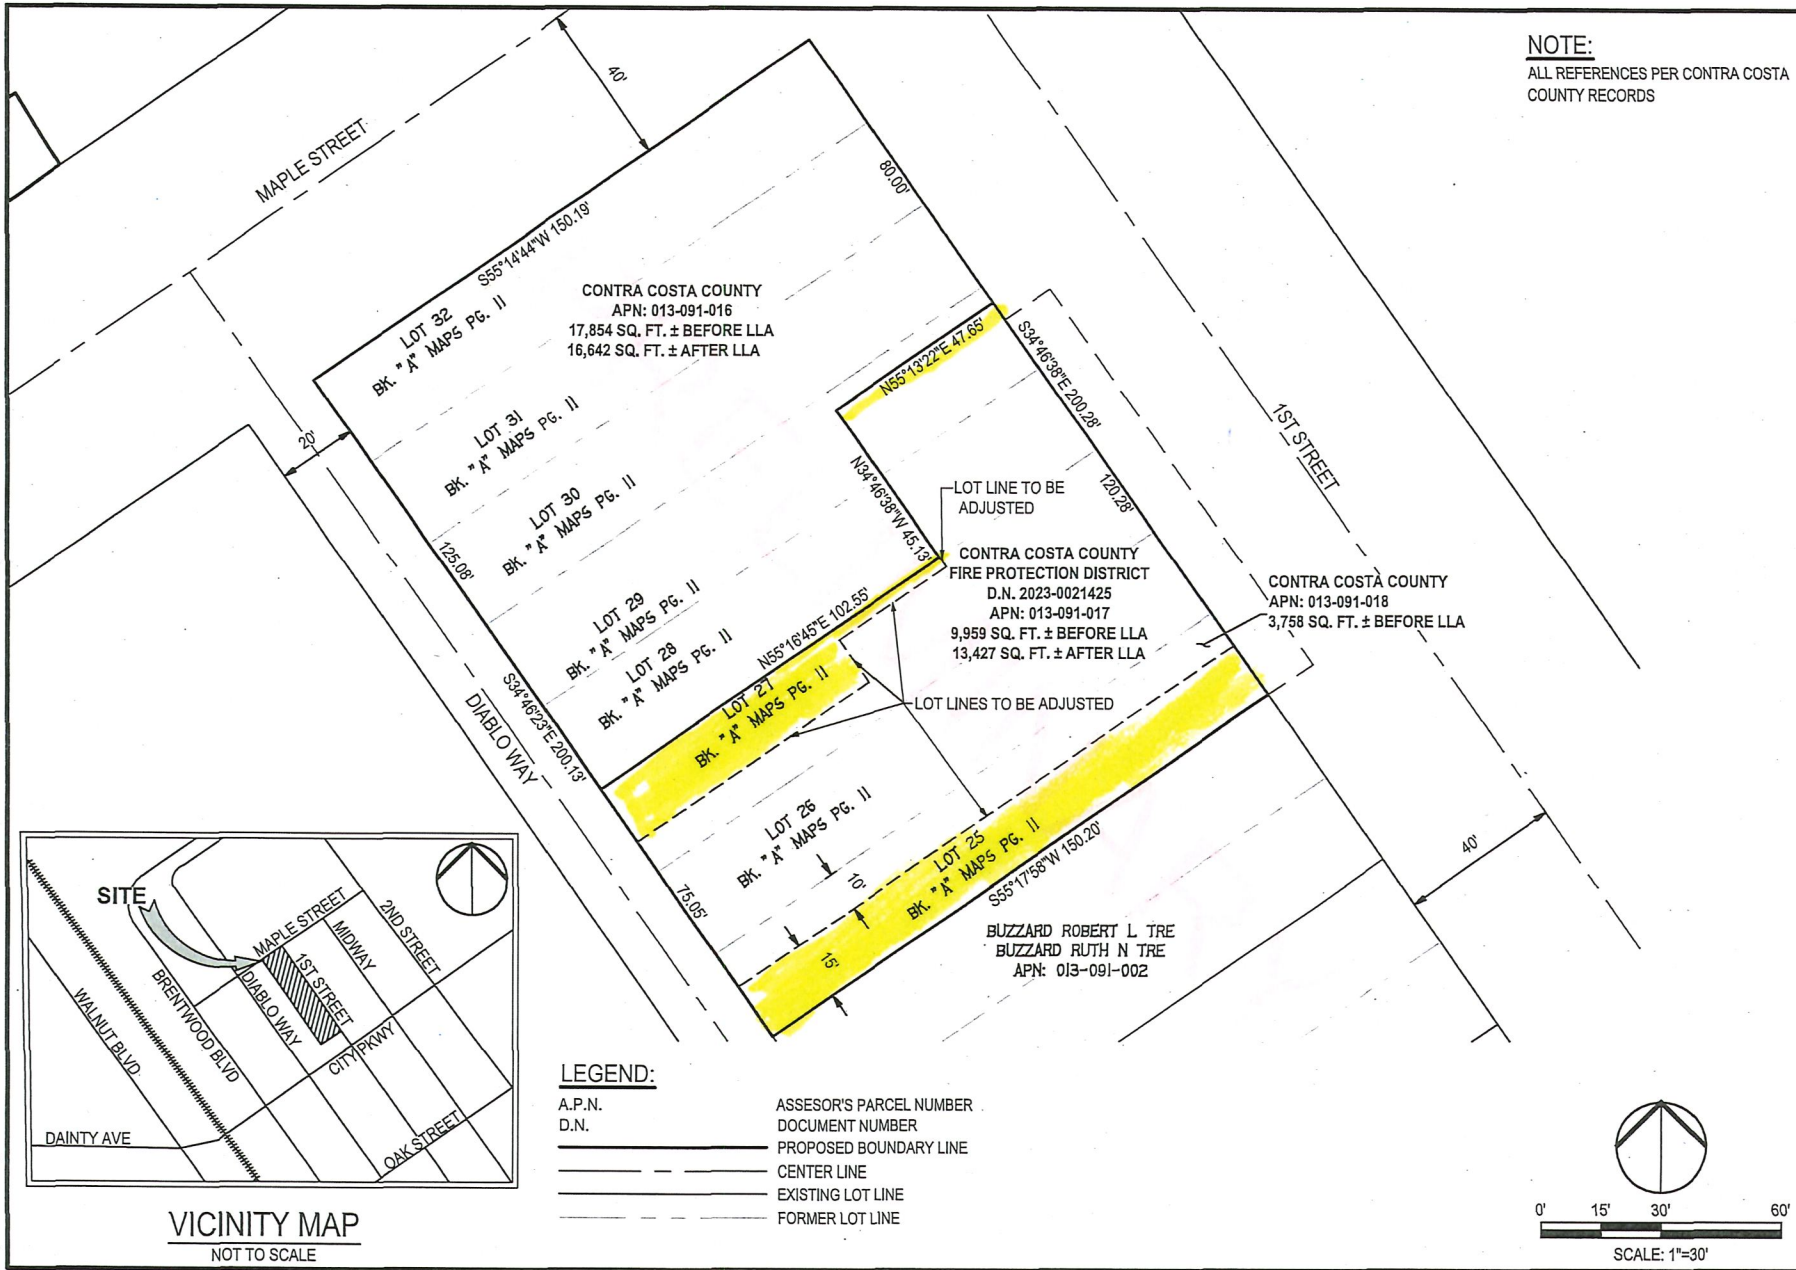 NOTE:
ALL REFERENCES PER CONTRA COSTA
COUNTY RECORDS
40'
MAPLE STREET
80.00'
S55°14'44"W 150.19'
CONTRA COSTA COUNTY
APN: 013-091-016
17,854 SQ. FT. ± BEFORE LLA
16,642 SQ. FT. ± AFTER LLA
LOT 32
BK. "A" MAPS PG. 11
N55°13'22"E 47.65'
S34°46'38"E 200.28'
LOT 31
BK. "A" MAPS PG. 11
20'
1ST STREET
LOT 30
BK. "A" MAPS PG. 11
N34°46'38"W 45.13'
LOT LINE TO BE
ADJUSTED
120.28'
125.08'
CONTRA COSTA COUNTY
FIRE PROTECTION DISTRICT
D.N. 2023-0021425
APN: 013-091-017
9,959 SQ. FT. ± BEFORE LLA
13,427 SQ. FT. ± AFTER LLA
CONTRA COSTA COUNTY
APN: 013-091-018
3,758 SQ. FT. ± BEFORE LLA
LOT 29
BK. "A" MAPS PG. 11
LOT 28
BK. "A" MAPS PG. 11
N55°16'45"E 102.55'
LOT 27
BK. "A" MAPS PG. 11
LOT LINES TO BE ADJUSTED
S34°46'23"E 200.13'
DIABLO WAY
LOT 26
BK. "A" MAPS PG. 11
LOT 25
BK. "A" MAPS PG. 11
S55°17'58"W 150.20'
10'
15'
75.05'
40'
BUZZARD ROBERT L TRE
BUZZARD RUTH N TRE
APN: 013-091-002
SITE
MAPLE STREET
MIDWAY
2ND STREET
1ST STREET
DIABLO WAY
BRENTWOOD BLVD
WALNUT BLVD
CITY PKWY
OAK STREET
DAINTY AVE
VICINITY MAP
NOT TO SCALE
LEGEND:
A.P.N. ASSESOR'S PARCEL NUMBER
D.N. DOCUMENT NUMBER
PROPOSED BOUNDARY LINE
CENTER LINE
EXISTING LOT LINE
FORMER LOT LINE
0' 15' 30' 60'
SCALE: 1"=30'